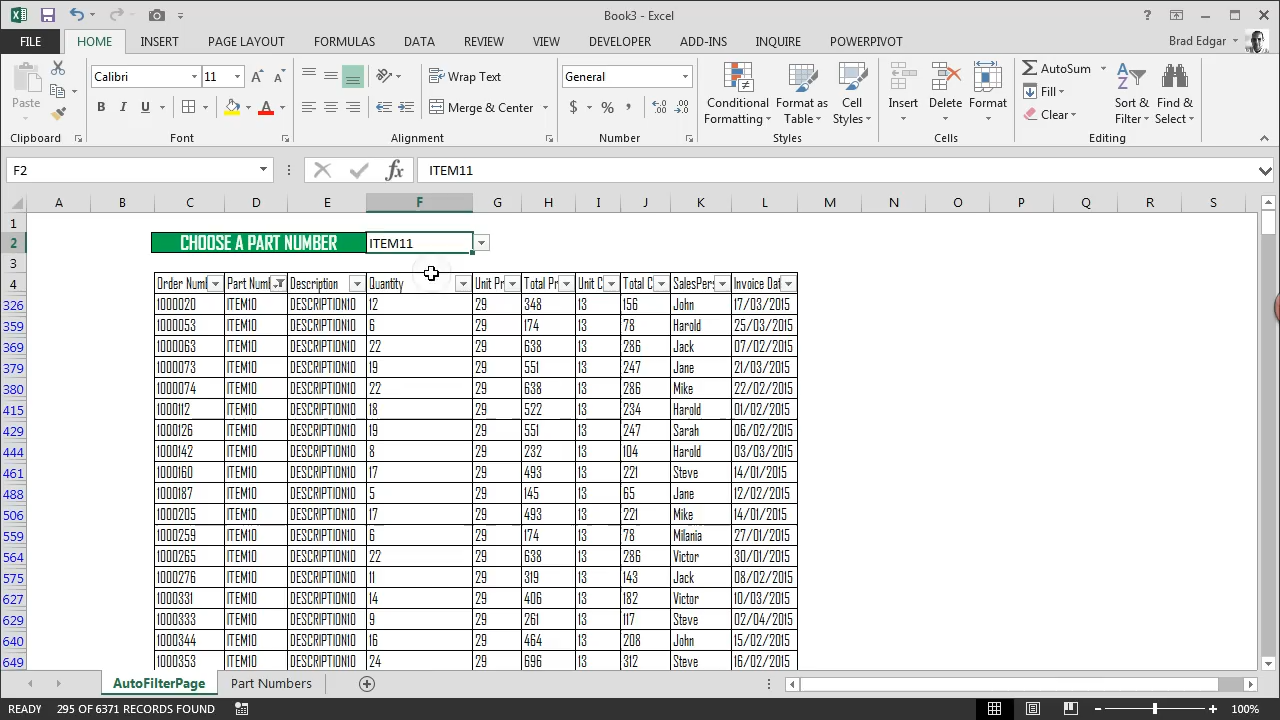 Book3 - Excel
FILE HOME INSERT PAGE LAYOUT FORMULAS DATA REVIEW VIEW DEVELOPER ADD-INS INQUIRE POWERPIVOT Brad Edgar
Paste
Calibri 11
B I U A
Wrap Text
Merge & Center
General
$ % ,
Conditional Formatting
Format as Table
Cell Styles
Insert Delete Format
AutoSum
Fill
Clear
Sort & Filter
Find & Select
Clipboard Font Alignment Number Styles Cells Editing
F2 fx ITEM11
A B C D E F G H I J K L M N O P Q R S
1
2 CHOOSE A PART NUMBER ITEM11
3
4 Order Num Part Num Description Quantity Unit Pr Total Pr Unit C Total C SalesPers Invoice Dat
326 1000020 ITEM10 DESCRIPTION10 12 29 348 13 156 John 17/03/2015
359 1000053 ITEM10 DESCRIPTION10 6 29 174 13 78 Harold 25/03/2015
369 1000063 ITEM10 DESCRIPTION10 22 29 638 13 286 Jack 07/02/2015
379 1000073 ITEM10 DESCRIPTION10 19 29 551 13 247 Jane 21/03/2015
380 1000074 ITEM10 DESCRIPTION10 22 29 638 13 286 Mike 22/02/2015
415 1000112 ITEM10 DESCRIPTION10 18 29 522 13 234 Harold 01/02/2015
429 1000126 ITEM10 DESCRIPTION10 19 29 551 13 247 Sarah 06/02/2015
444 1000142 ITEM10 DESCRIPTION10 8 29 232 13 104 Harold 03/03/2015
461 1000160 ITEM10 DESCRIPTION10 17 29 493 13 221 Steve 14/01/2015
488 1000187 ITEM10 DESCRIPTION10 5 29 145 13 65 Jane 12/02/2015
506 1000205 ITEM10 DESCRIPTION10 17 29 493 13 221 Mike 14/01/2015
559 1000259 ITEM10 DESCRIPTION10 6 29 174 13 78 Milania 27/01/2015
564 1000265 ITEM10 DESCRIPTION10 22 29 638 13 286 Victor 30/01/2015
575 1000276 ITEM10 DESCRIPTION10 11 29 319 13 143 Jack 08/02/2015
627 1000331 ITEM10 DESCRIPTION10 14 29 406 13 182 Victor 10/03/2015
629 1000333 ITEM10 DESCRIPTION10 9 29 261 13 117 Steve 02/04/2015
640 1000344 ITEM10 DESCRIPTION10 16 29 464 13 208 John 15/02/2015
649 1000353 ITEM10 DESCRIPTION10 24 29 696 13 312 Steve 16/02/2015
AutoFilterPage Part Numbers
READY 295 OF 6371 RECORDS FOUND 100%